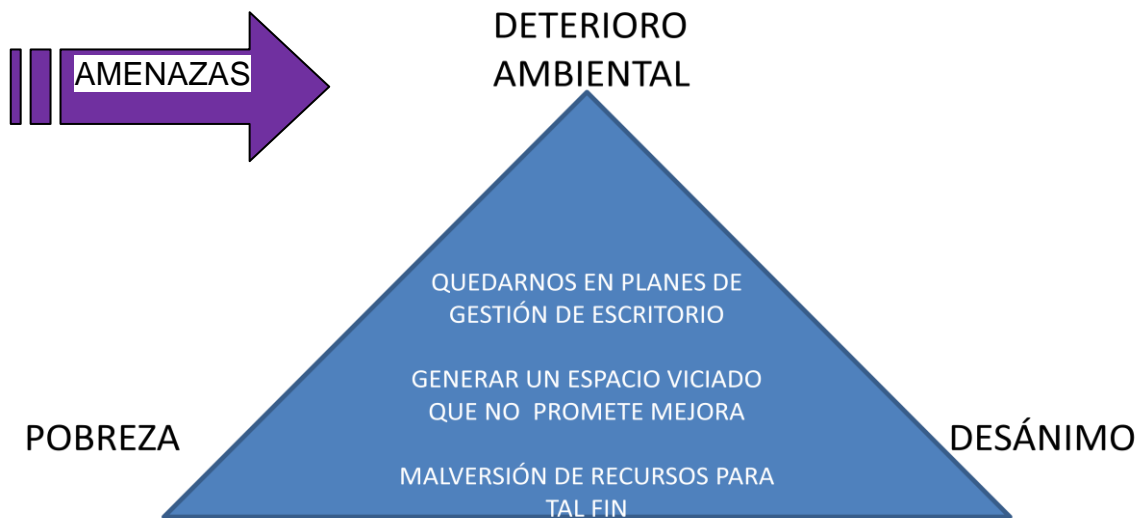 AMENAZAS
DETERIORO
AMBIENTAL
QUEDARNOS EN PLANES DE
GESTIÓN DE ESCRITORIO
GENERAR UN ESPACIO VICIADO
QUE NO PROMETE MEJORA
POBREZA
DESÁNIMO
MALVERSIÓN DE RECURSOS PARA
TAL FIN